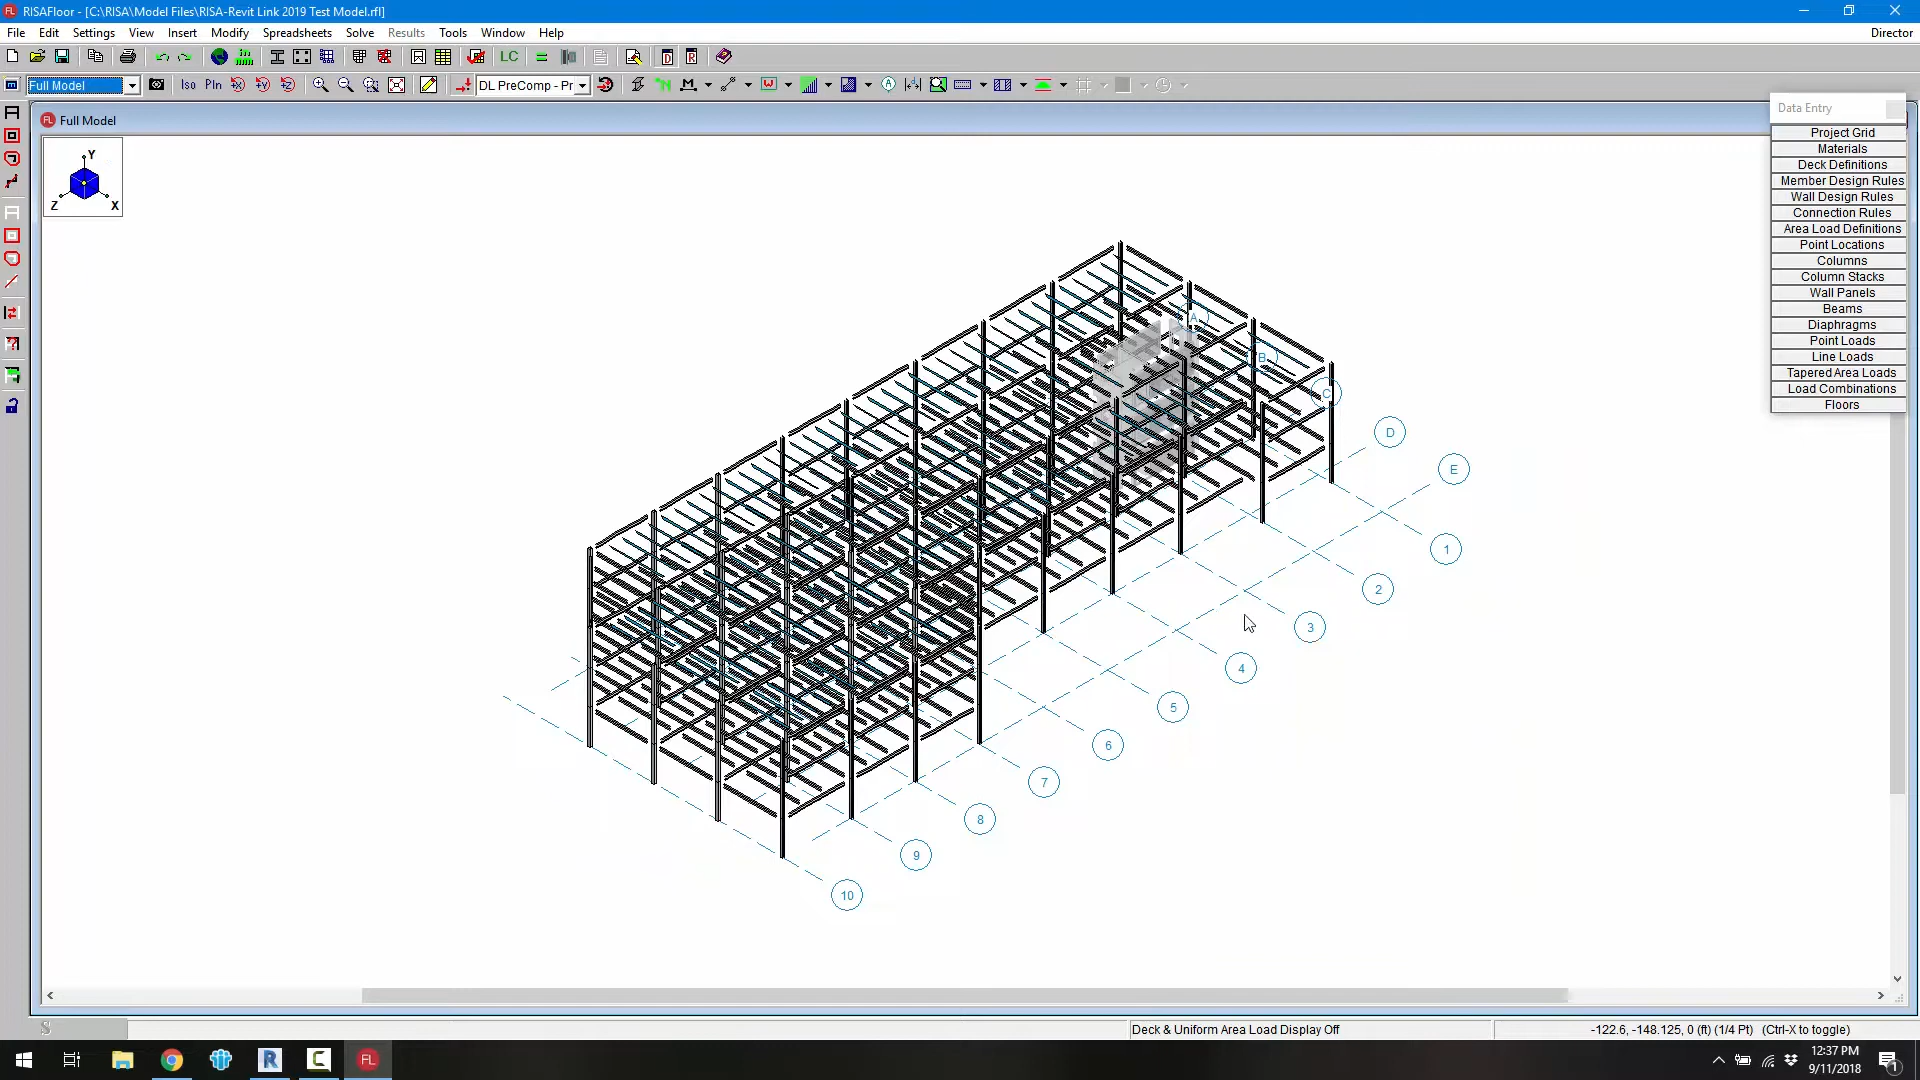 FL RISAFloor - [C:\RISA\Model Files\RISA-Revit Link 2019 Test Model.rfl]
File Edit Settings View Insert Modify Spreadsheets Solve Results Tools Window Help Director
LC D R
Full Model Iso Pln X Y Z DL PreComp - Pr N M W A
FL Full Model
Data Entry
Project Grid
Materials
Deck Definitions
Member Design Rules
Wall Design Rules
Connection Rules
Area Load Definitions
Point Locations
Columns
Column Stacks
Wall Panels
Beams
Diaphragms
Point Loads
Line Loads
Tapered Area Loads
Load Combinations
Floors
Y
Z X
A
B
C
D
E
1
2
3
4
5
6
7
8
9
10
S
Deck & Uniform Area Load Display Off
-122.6, -148.125, 0 (ft) (1/4 Pt) (Ctrl-X to toggle)
R C FL
12:37 PM
9/11/2018
1